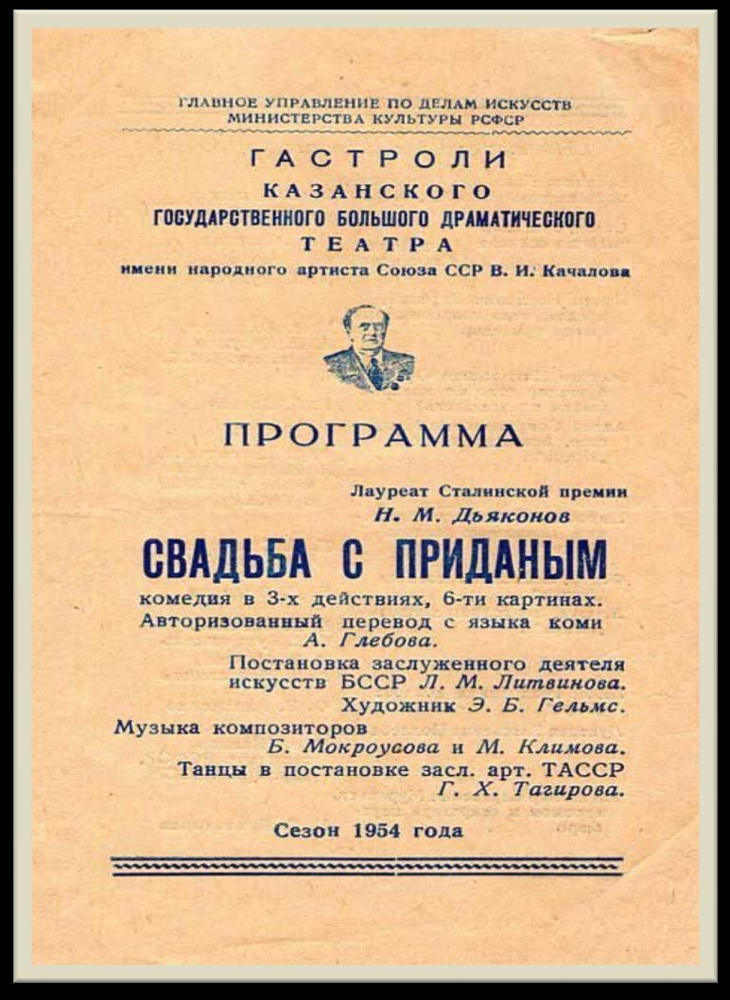 ГЛАВНОЕ УПРАВЛЕНИЕ ПО ДЕЛАМ ИСКУССТВ
МИНИСТЕРСТВА КУЛЬТУРЫ РСФСР
ГАСТРОЛИ
КАЗАНСКОГО
ГОСУДАРСТВЕННОГО БОЛЬШОГО ДРАМАТИЧЕСКОГО
ТЕАТРА
имени народного артиста Союза ССР В. И. Качалова
ПРОГРАММА
Лауреат Сталинской премии
Н. М. Дьяконов
СВАДЬБА С ПРИДАНЫМ
комедия в 3-х действиях, 6-ти картинах.
Авторизованный перевод с языка коми
А. Глебова.
Постановка заслуженного деятеля
искусств БССР Л. М. Литвинова.
Художник Э. Б. Гельмс.
Музыка композиторов
Б. Мокроусова и М. Климова.
Танцы в постановке засл. арт. ТАССР
Г. Х. Тагирова.
Сезон 1954 года